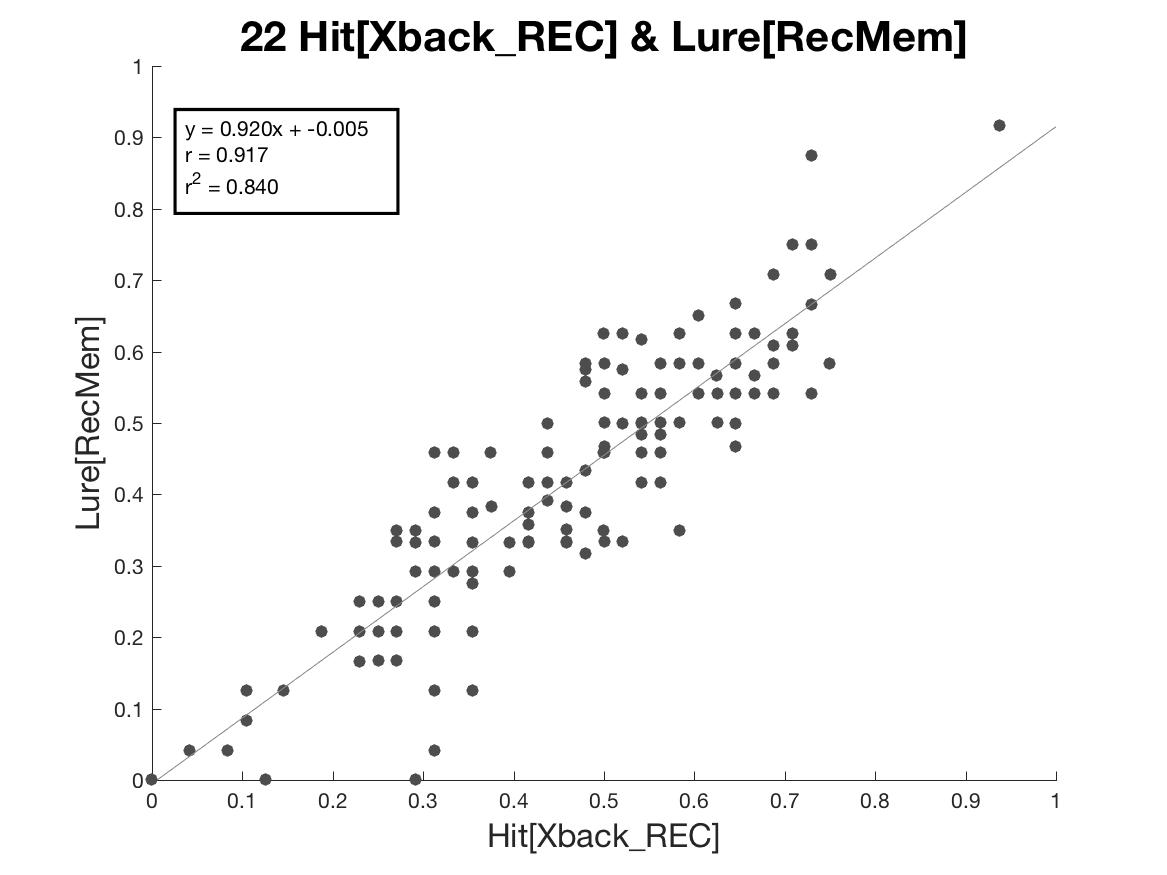 22 Hit[Xback_REC] & Lure[RecMem]
y = 0.920x + -0.005
r = 0.917
r² = 0.840
Lure[RecMem]
1
0.9
0.8
0.7
0.6
0.5
0.4
0.3
0.2
0.1
0
0 0.1 0.2 0.3 0.4 0.5 0.6 0.7 0.8 0.9 1
Hit[Xback_REC]